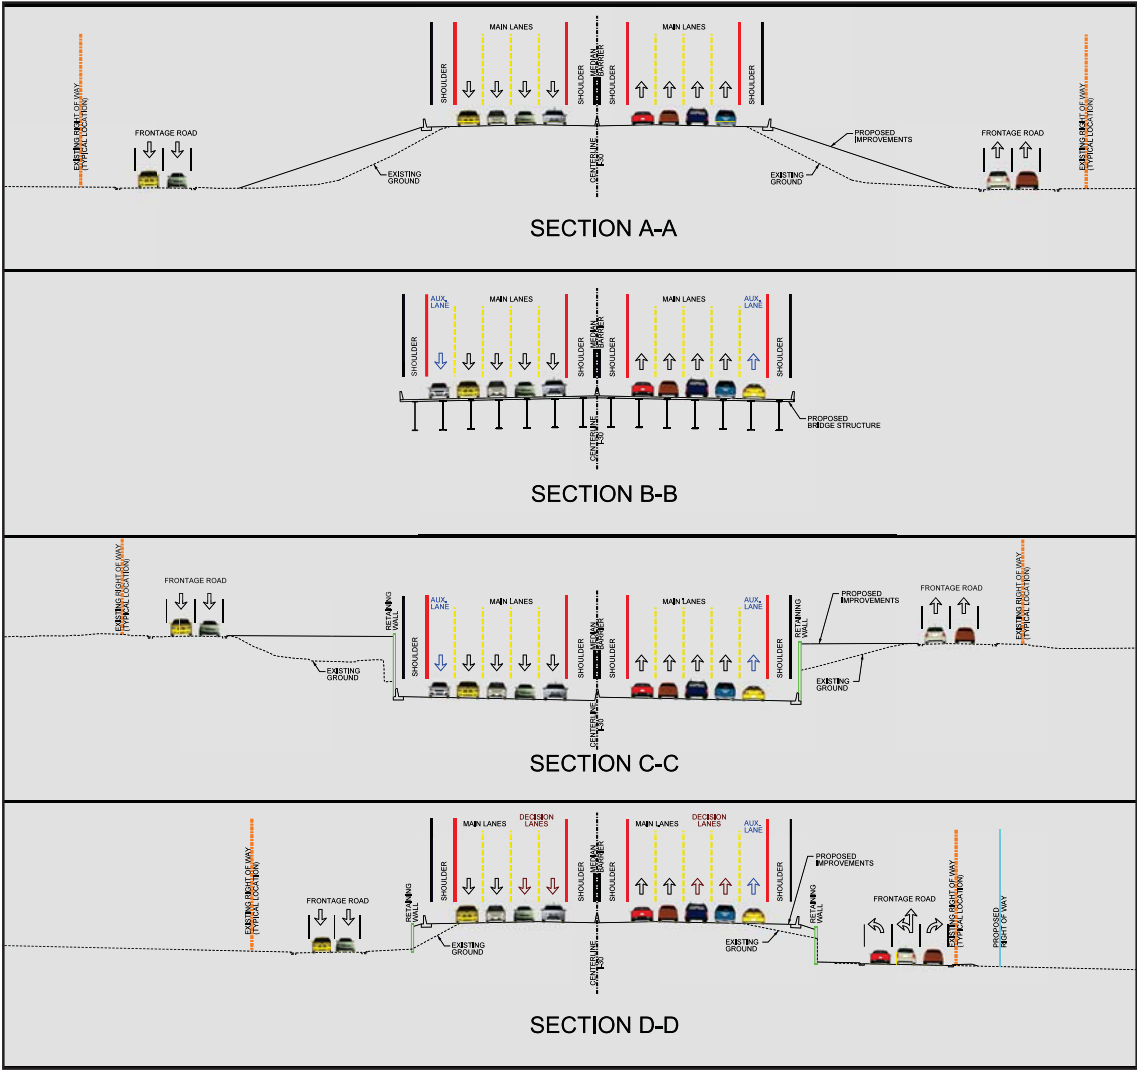 MAIN LANES
MAIN LANES
EXISTING RIGHT OF WAY
(TYPICAL LOCATION)
FRONTAGE ROAD
SHOULDER
SHOULDER
MEDIAN
BARRIER
SHOULDER
SHOULDER
PROPOSED
IMPROVEMENTS
FRONTAGE ROAD
EXISTING RIGHT OF WAY
(TYPICAL LOCATION)
EXISTING
GROUND
CENTERLINE
I-30
EXISTING
GROUND
SECTION A-A
AUX.
LANE
MAIN LANES
MAIN LANES
AUX.
LANE
SHOULDER
SHOULDER
MEDIAN
BARRIER
SHOULDER
SHOULDER
CENTERLINE
I-30
PROPOSED
BRIDGE STRUCTURE
SECTION B-B
EXISTING RIGHT OF WAY
(TYPICAL LOCATION)
FRONTAGE ROAD
RETAINING
WALL
SHOULDER
AUX.
LANE
MAIN LANES
SHOULDER
MEDIAN
BARRIER
SHOULDER
MAIN LANES
AUX.
LANE
SHOULDER
RETAINING
WALL
PROPOSED
IMPROVEMENTS
FRONTAGE ROAD
EXISTING RIGHT OF WAY
(TYPICAL LOCATION)
EXISTING
GROUND
CENTERLINE
I-30
EXISTING
GROUND
SECTION C-C
EXISTING RIGHT OF WAY
(TYPICAL LOCATION)
FRONTAGE ROAD
RETAINING
WALL
SHOULDER
MAIN LANES
DECISION
LANES
SHOULDER
MEDIAN
BARRIER
SHOULDER
MAIN LANES
DECISION
LANES
AUX.
LANE
SHOULDER
RETAINING
WALL
PROPOSED
IMPROVEMENTS
FRONTAGE ROAD
EXISTING RIGHT OF WAY
(TYPICAL LOCATION)
PROPOSED
RIGHT OF WAY
EXISTING
GROUND
CENTERLINE
I-30
EXISTING
GROUND
SECTION D-D